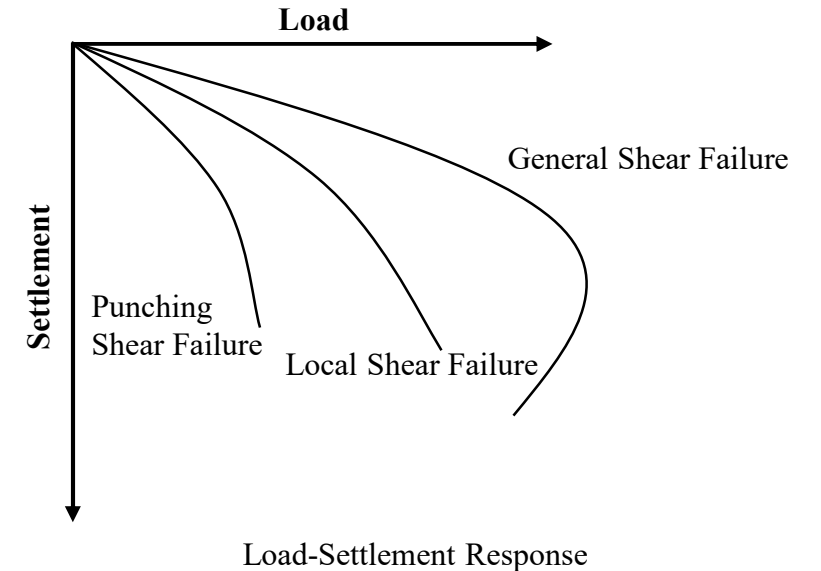 Load
General Shear Failure
Settlement
Punching
Shear Failure
Local Shear Failure
Load-Settlement Response